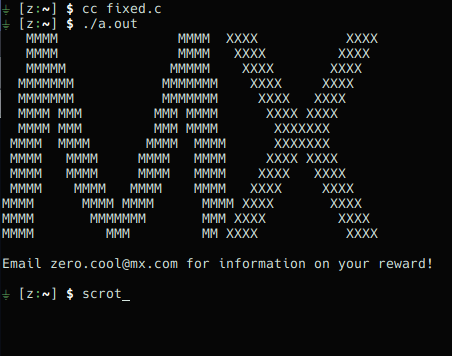 ⏚ [z:~] $ cc fixed.c
⏚ [z:~] $ ./a.out
   MMMM               MMMM  XXXX           XXXX
   MMMM               MMMM   XXXX         XXXX
   MMMMM             MMMMM    XXXX       XXXX
  MMMMMMM           MMMMMMM    XXXX     XXXX
  MMMMMMM           MMMMMMM     XXXX   XXXX
  MMMM MMM         MMM MMMM      XXXX XXXX
  MMMM MMM         MMM MMMM       XXXXXXX
 MMMM  MMMM       MMMM  MMMM      XXXXXXX
 MMMM   MMMM     MMMM   MMMM     XXXX XXXX
 MMMM   MMMM     MMMM   MMMM    XXXX   XXXX
 MMMM    MMMM   MMMM    MMMM   XXXX     XXXX
MMMM      MMMM MMMM      MMMM XXXX       XXXX
MMMM       MMMMMMM       MMM XXXX         XXXX
MMMM         MMM         MM XXXX           XXXX
Email zero.cool@mx.com for information on your reward!
⏚ [z:~] $ scrot_